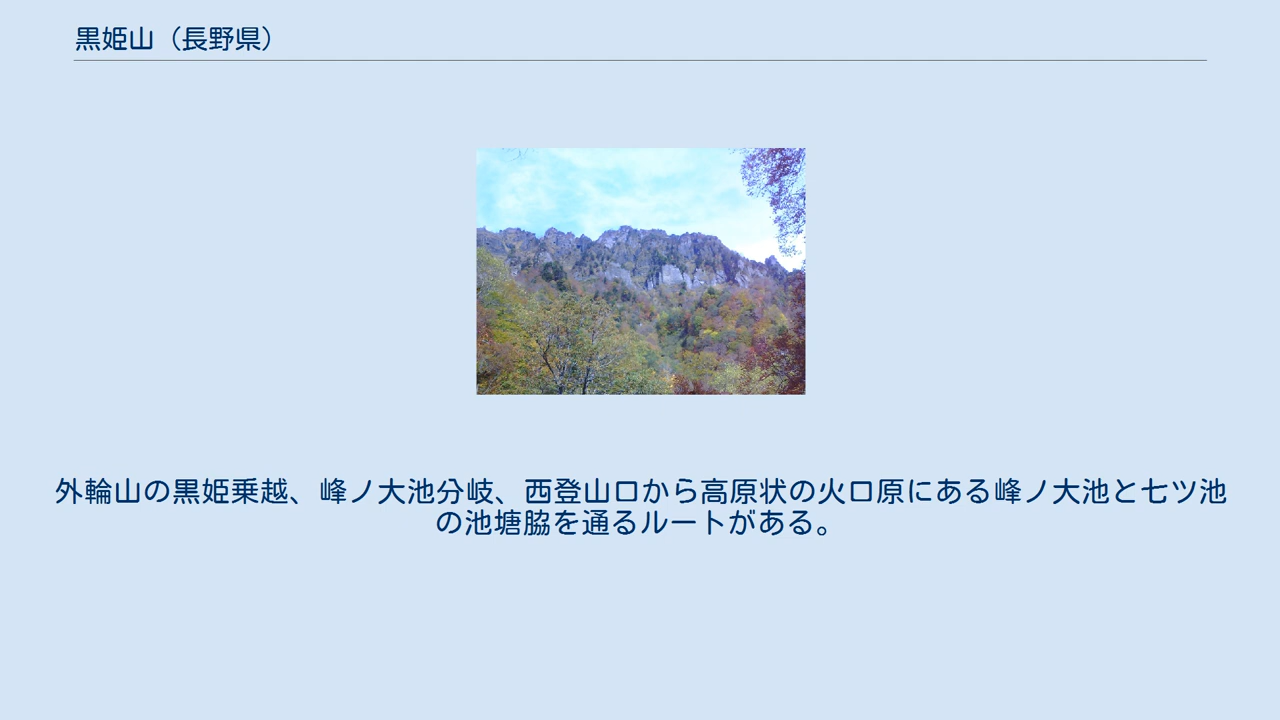 黒姫山（長野県）
外輪山の黒姫乗越、峰ノ大池分岐、西登山口から高原状の火口原にある峰ノ大池と七ツ池
の池塘脇を通るルートがある。